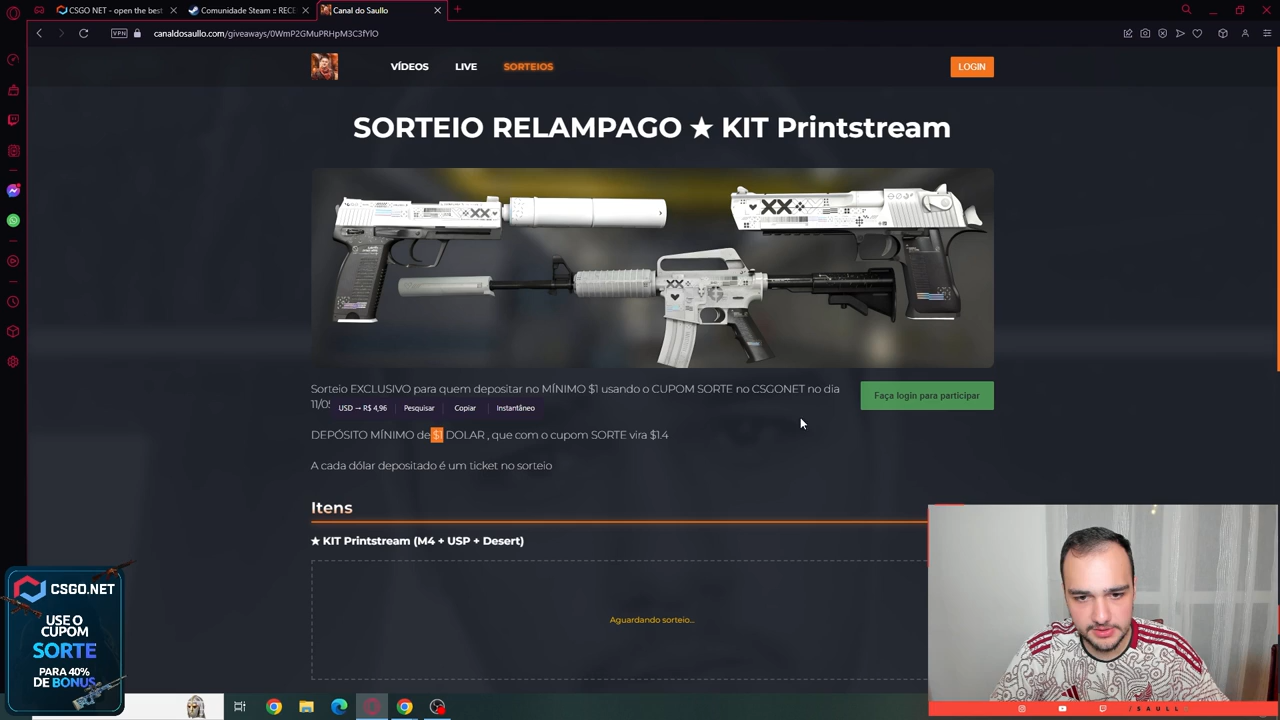 CSGO NET - open the best
Comunidade Steam :: RECE
Canal do Saullo
VPN
canaldosaullo.com/giveaways/0WmP2GMuPRHpM3C3fYlO
VÍDEOS
LIVE
SORTEIOS
LOGIN
SORTEIO RELAMPAGO ★ KIT Printstream
Sorteio EXCLUSIVO para quem depositar no MÍNIMO $1 usando o CUPOM SORTE no CSGONET no dia
11/05
Faça login para participar
USD → R$ 4,96
Pesquisar
Copiar
Instantâneo
DEPÓSITO MÍNIMO de $1 DOLAR , que com o cupom SORTE vira $1.4
A cada dólar depositado é um ticket no sorteio
Itens
★ KIT Printstream (M4 + USP + Desert)
Aguardando sorteio...
CSGO.NET
USE O
CUPOM
SORTE
PARA 40%
DE BONUS
/ S A U L L